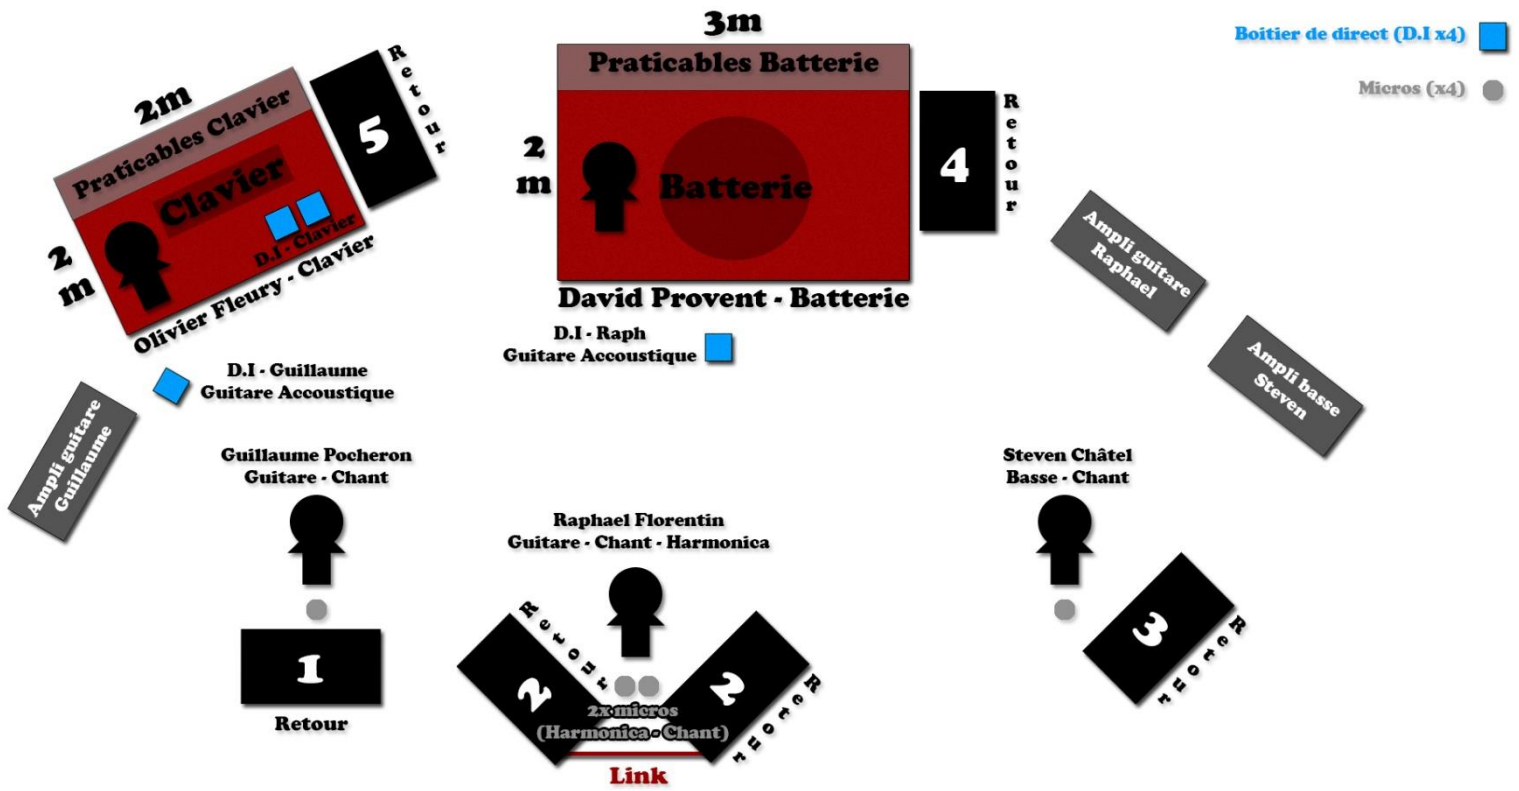 3m
Praticables Batterie
2
m
Batterie
David Provent - Batterie
Retour
4
Boitier de direct (D.I x4)
Micros (x4)
2m
Praticables Clavier
Clavier
2
m
D.I - Clavier
Olivier Fleury - Clavier
Retour
5
D.I - Raph
Guitare Accoustique
D.I - Guillaume
Guitare Accoustique
Ampli guitare
Guillaume
Ampli guitare
Raphael
Ampli basse
Steven
Guillaume Pocheron
Guitare - Chant
1
Retour
Raphael Florentin
Guitare - Chant - Harmonica
Retour
2
2
Retour
2x micros
(Harmonica - Chant)
Link
Steven Châtel
Basse - Chant
3
Retour